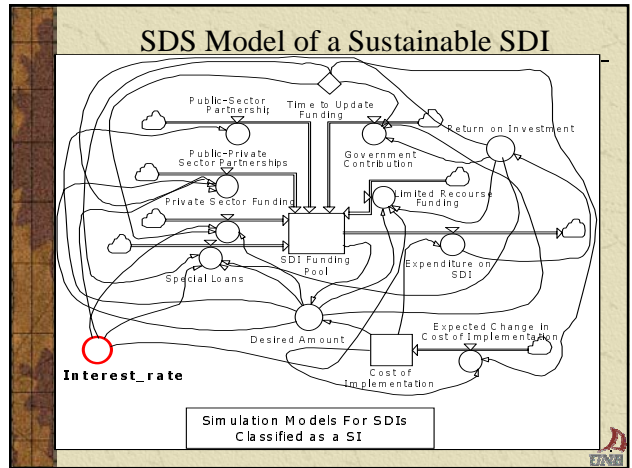 SDS Model of a Sustainable SDI
Public-Sector
Partnership
Time to Update
Funding
Return on Investment
Public-Private
Sector Partnerships
Government
Contribution
Private Sector Funding
Limited Recourse
Funding
SDI Funding
Pool
Expenditure on
SDI
Special Loans
Desired Amount
Expected Change in
Cost of Implementation
Cost of
Implementation
Interest_rate
Simulation Models For SDIs
Classified as a SI
UNB